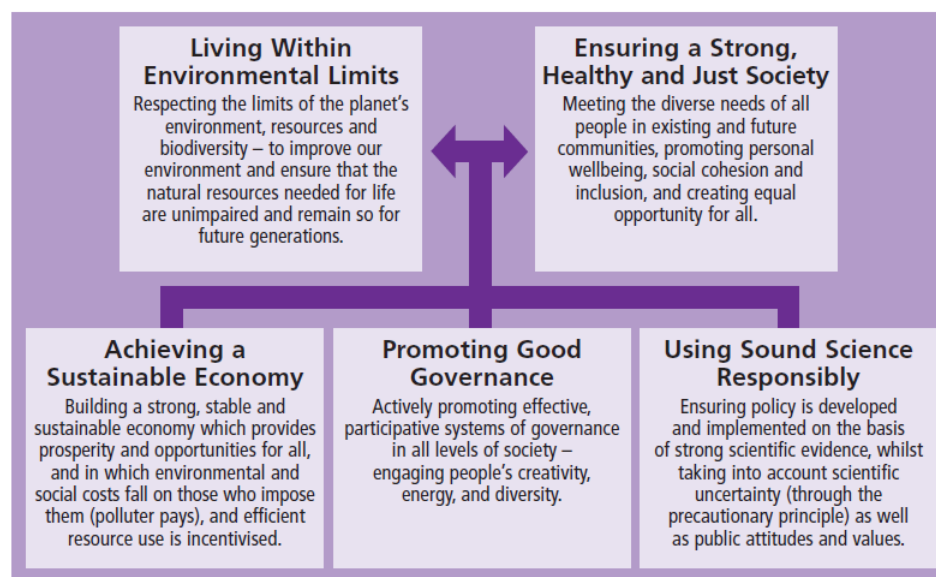 Living Within
Environmental Limits
Respecting the limits of the planet's
environment, resources and
biodiversity – to improve our
environment and ensure that the
natural resources needed for life
are unimpaired and remain so for
future generations.
Ensuring a Strong,
Healthy and Just Society
Meeting the diverse needs of all
people in existing and future
communities, promoting personal
wellbeing, social cohesion and
inclusion, and creating equal
opportunity for all.
Achieving a
Sustainable Economy
Building a strong, stable and
sustainable economy which provides
prosperity and opportunities for all,
and in which environmental and
social costs fall on those who impose
them (polluter pays), and efficient
resource use is incentivised.
Promoting Good
Governance
Actively promoting effective,
participative systems of governance
in all levels of society –
engaging people's creativity,
energy, and diversity.
Using Sound Science
Responsibly
Ensuring policy is developed
and implemented on the basis
of strong scientific evidence, whilst
taking into account scientific
uncertainty (through the
precautionary principle) as well
as public attitudes and values.